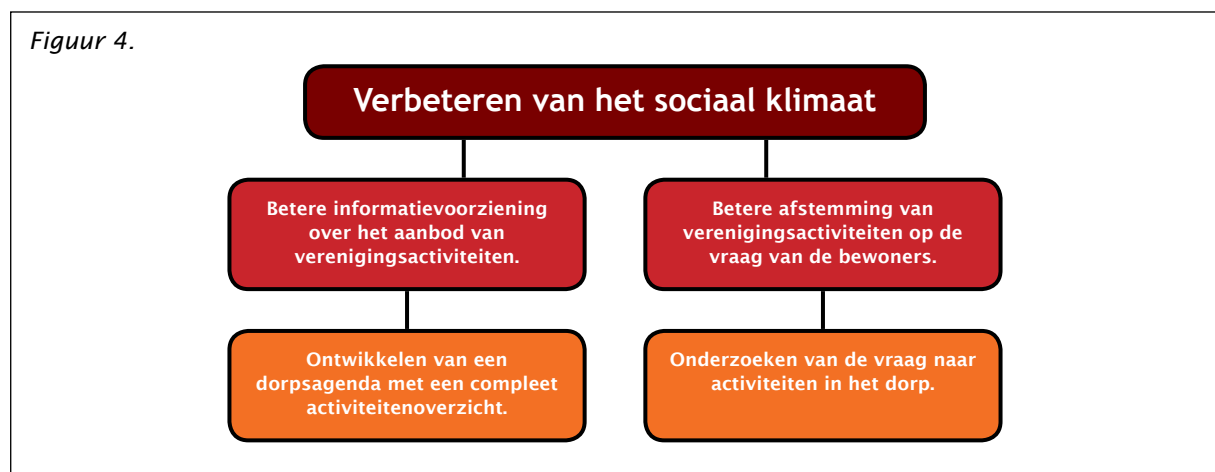 Figuur 4.
Verbeteren van het sociaal klimaat
Betere informatievoorziening
over het aanbod van
verenigingsactiviteiten.
Betere afstemming van
verenigingsactiviteiten op de
vraag van de bewoners.
Ontwikkelen van een
dorpsagenda met een compleet
activiteitenoverzicht.
Onderzoeken van de vraag naar
activiteiten in het dorp.